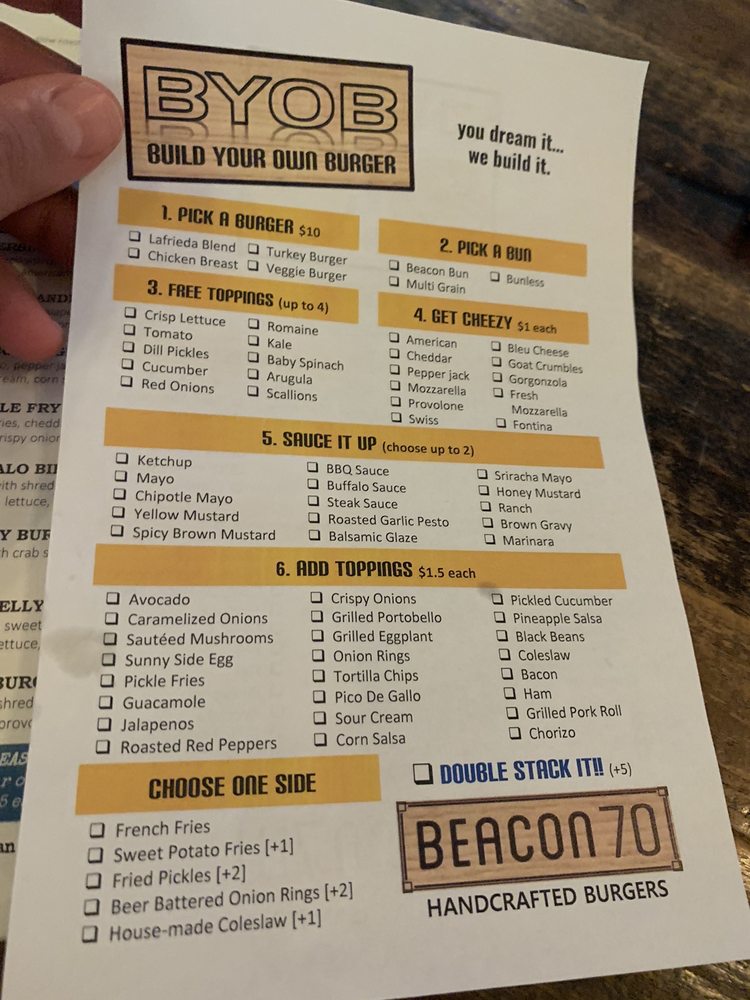 BYOB
BUILD YOUR OWN BURGER
you dream it...
we build it.
1. PICK A BURGER $10
❑ Lafrieda Blend ❑ Turkey Burger
❑ Chicken Breast ❑ Veggie Burger
2. PICK A BUN
❑ Beacon Bun ❑ Bunless
❑ Multi Grain
3. FREE TOPPINGS (up to 4)
❑ Crisp Lettuce ❑ Romaine
❑ Tomato ❑ Kale
❑ Dill Pickles ❑ Baby Spinach
❑ Cucumber ❑ Arugula
❑ Red Onions ❑ Scallions
4. GET CHEEZY $1 each
❑ American ❑ Bleu Cheese
❑ Cheddar ❑ Goat Crumbles
❑ Pepper jack ❑ Gorgonzola
❑ Mozzarella ❑ Fresh
❑ Provolone Mozzarella
❑ Swiss ❑ Fontina
5. SAUCE IT UP (choose up to 2)
❑ Ketchup ❑ BBQ Sauce ❑ Sriracha Mayo
❑ Mayo ❑ Buffalo Sauce ❑ Honey Mustard
❑ Chipotle Mayo ❑ Steak Sauce ❑ Ranch
❑ Yellow Mustard ❑ Roasted Garlic Pesto ❑ Brown Gravy
❑ Spicy Brown Mustard ❑ Balsamic Glaze ❑ Marinara
6. ADD TOPPINGS $1.5 each
❑ Avocado ❑ Crispy Onions ❑ Pickled Cucumber
❑ Caramelized Onions ❑ Grilled Portobello ❑ Pineapple Salsa
❑ Sautéed Mushrooms ❑ Grilled Eggplant ❑ Black Beans
❑ Sunny Side Egg ❑ Onion Rings ❑ Coleslaw
❑ Pickle Fries ❑ Tortilla Chips ❑ Bacon
❑ Guacamole ❑ Pico De Gallo ❑ Ham
❑ Jalapenos ❑ Sour Cream ❑ Grilled Pork Roll
❑ Roasted Red Peppers ❑ Corn Salsa ❑ Chorizo
CHOOSE ONE SIDE
❑ French Fries
❑ Sweet Potato Fries [+1]
❑ Fried Pickles [+2]
❑ Beer Battered Onion Rings [+2]
❑ House-made Coleslaw [+1]
❑ DOUBLE STACK IT!! (+5)
BEACON 70
HANDCRAFTED BURGERS